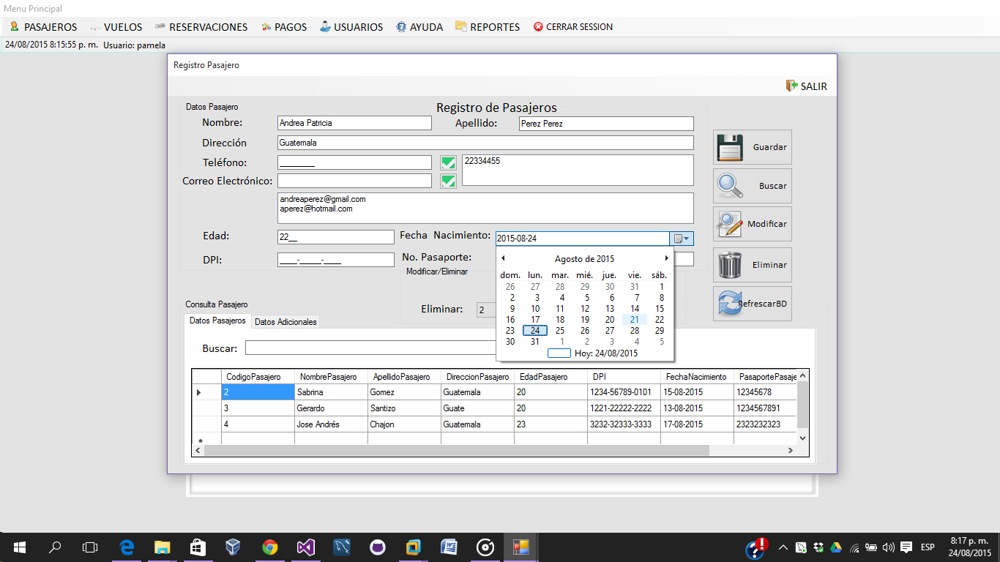 Menu Principal
PASAJEROS VUELOS RESERVACIONES PAGOS USUARIOS AYUDA REPORTES CERRAR SESSION
24/08/2015 8:15:55 p. m. Usuario: pamela
Registro Pasajero
SALIR
Datos Pasajero
Registro de Pasajeros
Nombre: Andrea Patricia Apellido: Perez Perez
Dirección Guatemala
Teléfono: ________ 22334455
Correo Electrónico:
andreaperez@gmail.com
aperez@hotmail.com
Edad: 22__ Fecha Nacimiento: 2015-08-24
DPI: ____-_____-____ No. Pasaporte:
Modificar/Eliminar
Eliminar: 2
Guardar
Buscar
Modificar
Eliminar
RefrescarBD
Agosto de 2015
dom. lun. mar. mié. jue. vie. sáb.
26 27 28 29 30 31 1
2 3 4 5 6 7 8
9 10 11 12 13 14 15
16 17 18 19 20 21 22
23 24 25 26 27 28 29
30 31 1 2 3 4 5
Hoy: 24/08/2015
Consulta Pasajero
Datos Pasajeros Datos Adicionales
Buscar:
CodigoPasajero NombrePasajero ApellidoPasajero DireccionPasajero EdadPasajero DPI FechaNacimiento PasaportePasaje
2 Sabrina Gomez Guatemala 20 1234-56789-0101 15-08-2015 12345678
3 Gerardo Santizo Guate 20 1221-22222-2222 13-08-2015 1234567891
4 Jose Andrés Chajon Guatemala 23 3232-32333-3333 17-08-2015 2323232323
*
ESP
8:17 p. m.
24/08/2015